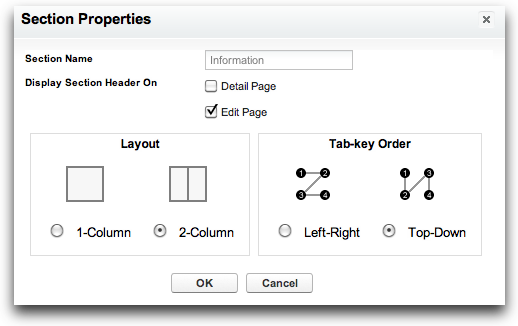 Section Properties
Section Name Information
Display Section Header On Detail Page
Edit Page
Layout Tab-key Order
1 2 1 3
3 4 2 4
1-Column 2-Column Left-Right Top-Down
OK Cancel